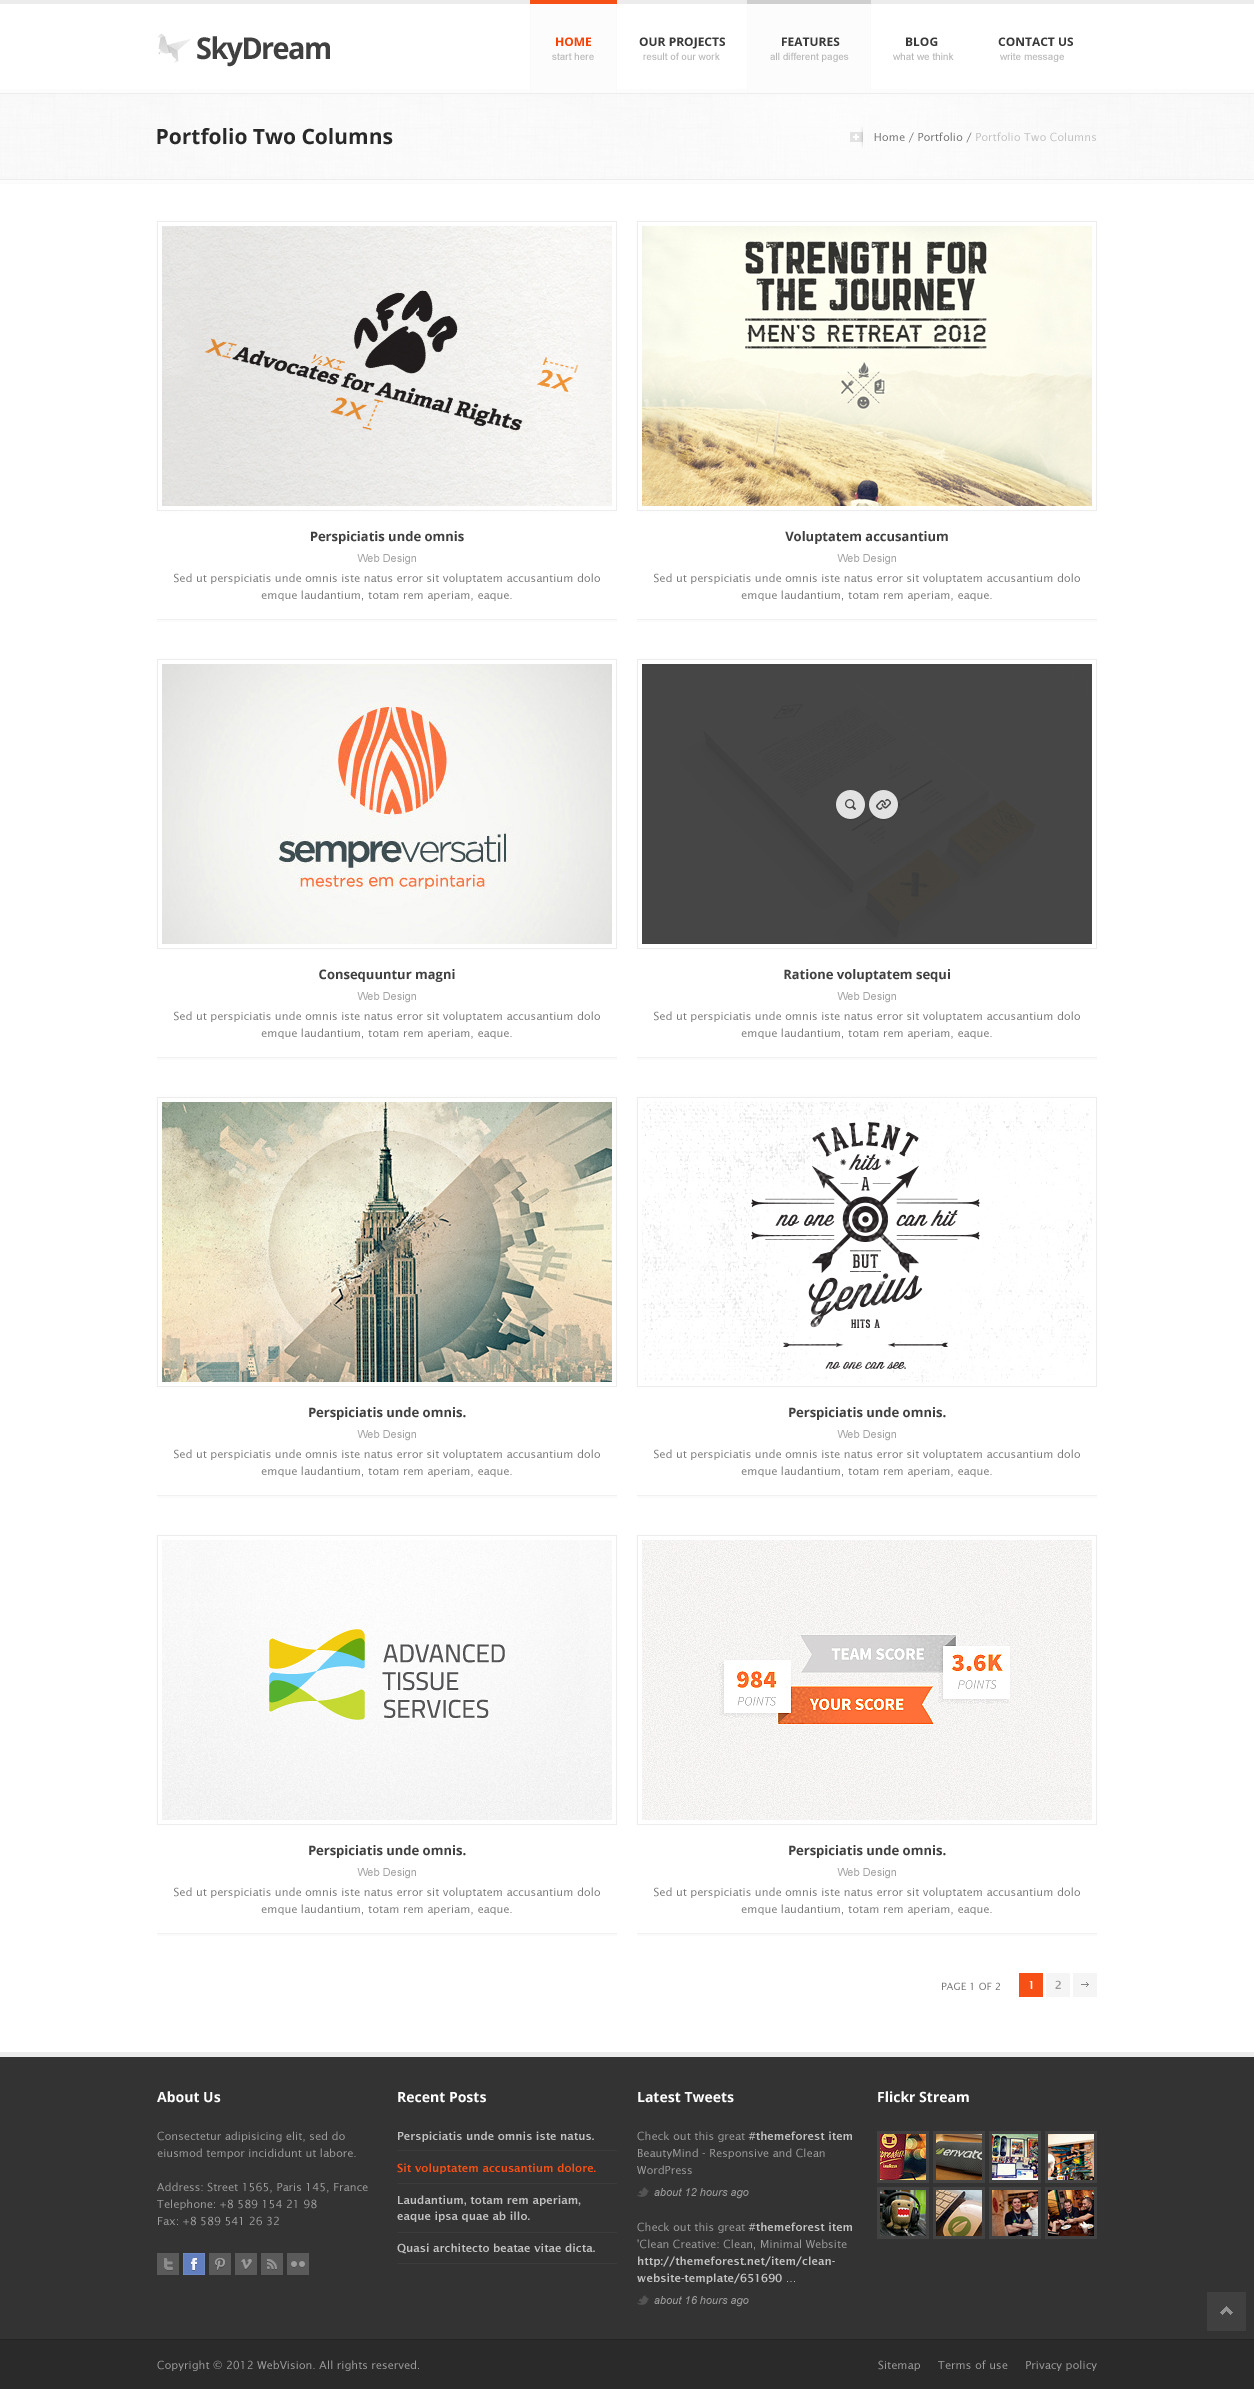 SkyDream
HOME
start here
OUR PROJECTS
result of our work
FEATURES
all different pages
BLOG
what we think
CONTACT US
write message
Portfolio Two Columns
Home / Portfolio / Portfolio Two Columns
AFAR
X
½X
Advocates for Animal Rights
2X
2X
STRENGTH FOR
THE JOURNEY
MEN'S RETREAT 2012
Perspiciatis unde omnis
Web Design
Sed ut perspiciatis unde omnis iste natus error sit voluptatem accusantium dolo
emque laudantium, totam rem aperiam, eaque.
Voluptatem accusantium
Web Design
Sed ut perspiciatis unde omnis iste natus error sit voluptatem accusantium dolo
emque laudantium, totam rem aperiam, eaque.
sempreversatil
mestres em carpintaria
Consequuntur magni
Web Design
Sed ut perspiciatis unde omnis iste natus error sit voluptatem accusantium dolo
emque laudantium, totam rem aperiam, eaque.
Ratione voluptatem sequi
Web Design
Sed ut perspiciatis unde omnis iste natus error sit voluptatem accusantium dolo
emque laudantium, totam rem aperiam, eaque.
TALENT
hits
A
no one can hit
BUT
Genius
HITS A
no one can see.
Perspiciatis unde omnis.
Web Design
Sed ut perspiciatis unde omnis iste natus error sit voluptatem accusantium dolo
emque laudantium, totam rem aperiam, eaque.
Perspiciatis unde omnis.
Web Design
Sed ut perspiciatis unde omnis iste natus error sit voluptatem accusantium dolo
emque laudantium, totam rem aperiam, eaque.
ADVANCED
TISSUE
SERVICES
TEAM SCORE
3.6K
POINTS
984
POINTS
YOUR SCORE
Perspiciatis unde omnis.
Web Design
Sed ut perspiciatis unde omnis iste natus error sit voluptatem accusantium dolo
emque laudantium, totam rem aperiam, eaque.
Perspiciatis unde omnis.
Web Design
Sed ut perspiciatis unde omnis iste natus error sit voluptatem accusantium dolo
emque laudantium, totam rem aperiam, eaque.
PAGE 1 OF 2
1
2
About Us
Consectetur adipisicing elit, sed do
eiusmod tempor incididunt ut labore.
Address: Street 1565, Paris 145, France
Telephone: +8 589 154 21 98
Fax: +8 589 541 26 32
Recent Posts
Perspiciatis unde omnis iste natus.
Sit voluptatem accusantium dolore.
Laudantium, totam rem aperiam,
eaque ipsa quae ab illo.
Quasi architecto beatae vitae dicta.
Latest Tweets
Check out this great #themeforest item
BeautyMind - Responsive and Clean
WordPress
about 12 hours ago
Check out this great #themeforest item
'Clean Creative: Clean, Minimal Website
http://themeforest.net/item/clean-
website-template/651690 ...
about 16 hours ago
Flickr Stream
envato
Copyright © 2012 WebVision. All rights reserved.
Sitemap
Terms of use
Privacy policy